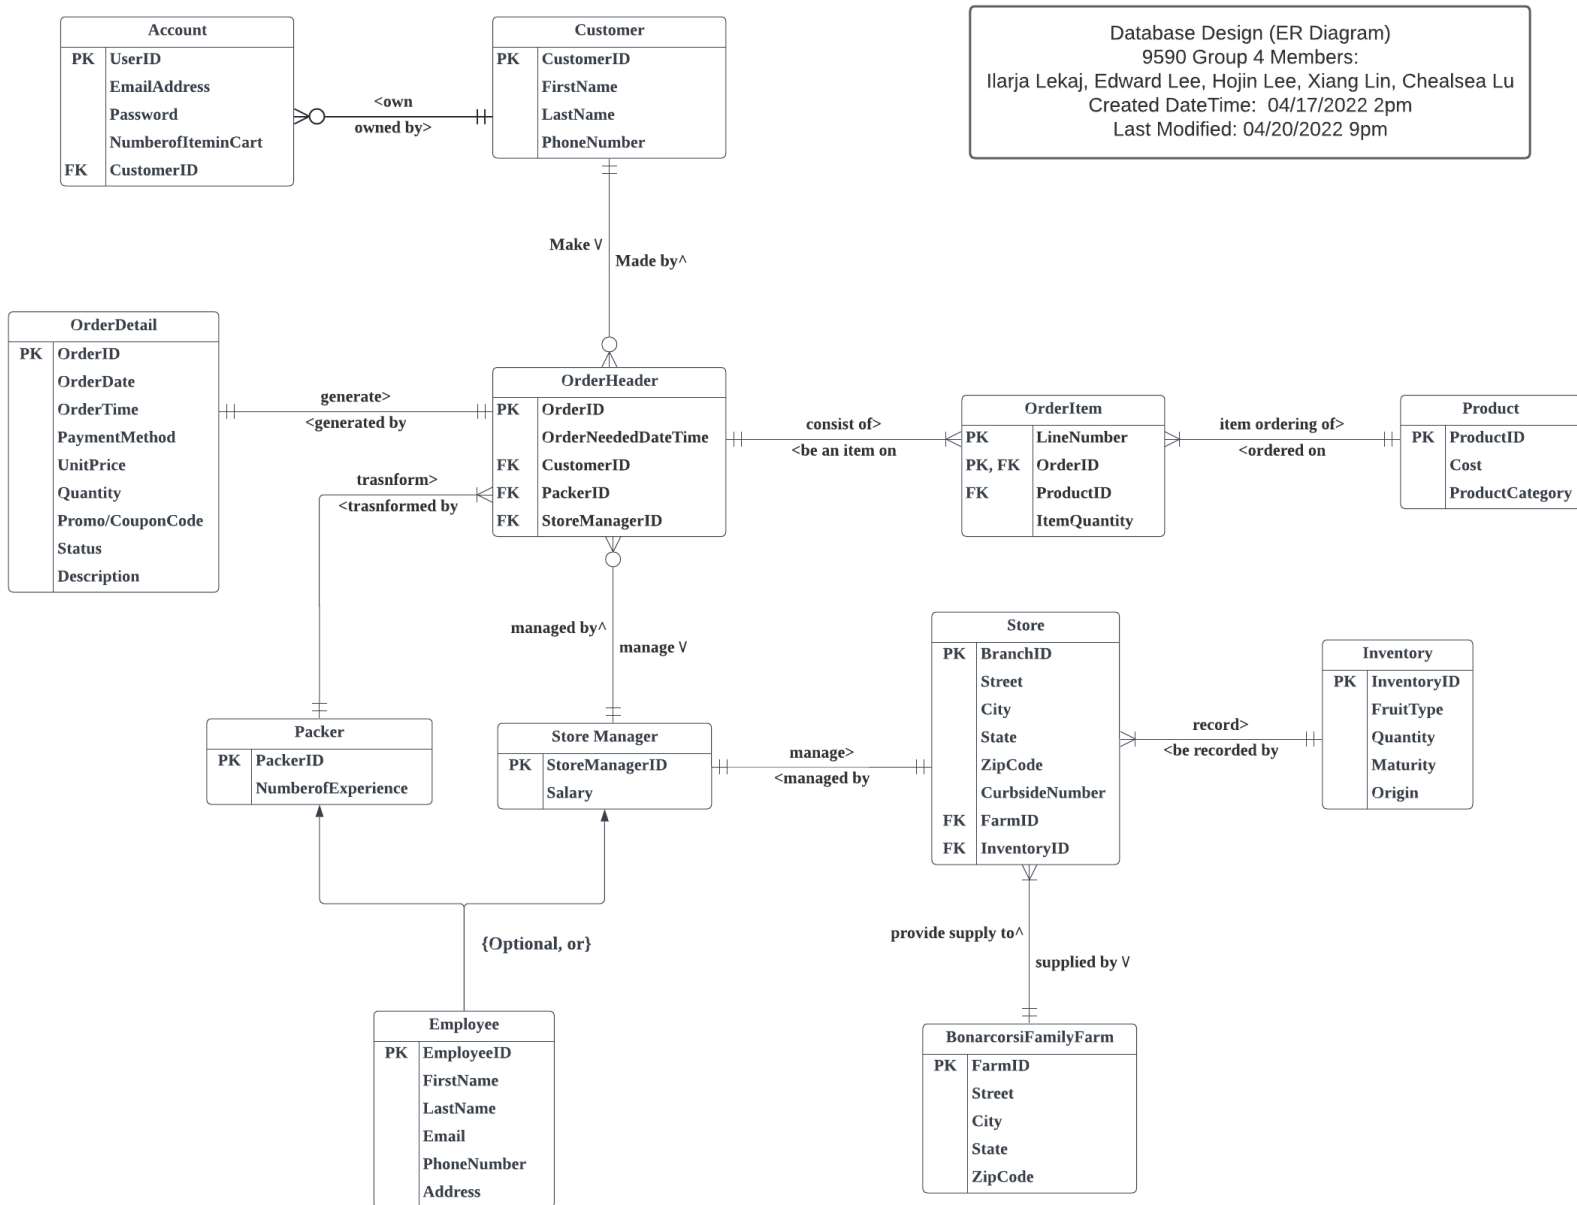 Database Design (ER Diagram)
9590 Group 4 Members:
Ilarja Lekaj, Edward Lee, Hojin Lee, Xiang Lin, Chealsea Lu
Created DateTime: 04/17/2022 2pm
Last Modified: 04/20/2022 9pm
Account
PK UserID
EmailAddress
Password
NumberofIteminCart
FK CustomerID
<own
owned by>
Customer
PK CustomerID
FirstName
LastName
PhoneNumber
Make V
Made by^
OrderDetail
PK OrderID
OrderDate
OrderTime
PaymentMethod
UnitPrice
Quantity
Promo/CouponCode
Status
Description
generate>
<generated by
OrderHeader
PK OrderID
OrderNeededDateTime
FK CustomerID
FK PackerID
FK StoreManagerID
trasnform>
<trasnformed by
consist of>
<be an item on
OrderItem
PK LineNumber
PK, FK OrderID
FK ProductID
ItemQuantity
item ordering of>
<ordered on
Product
PK ProductID
Cost
ProductCategory
managed by^
manage V
Packer
PK PackerID
NumberofExperience
Store Manager
PK StoreManagerID
Salary
manage>
<managed by
Store
PK BranchID
Street
City
State
ZipCode
CurbsideNumber
FK FarmID
FK InventoryID
record>
<be recorded by
Inventory
PK InventoryID
FruitType
Quantity
Maturity
Origin
{Optional, or}
provide supply to^
supplied by V
Employee
PK EmployeeID
FirstName
LastName
Email
PhoneNumber
Address
BonarcorsiFamilyFarm
PK FarmID
Street
City
State
ZipCode